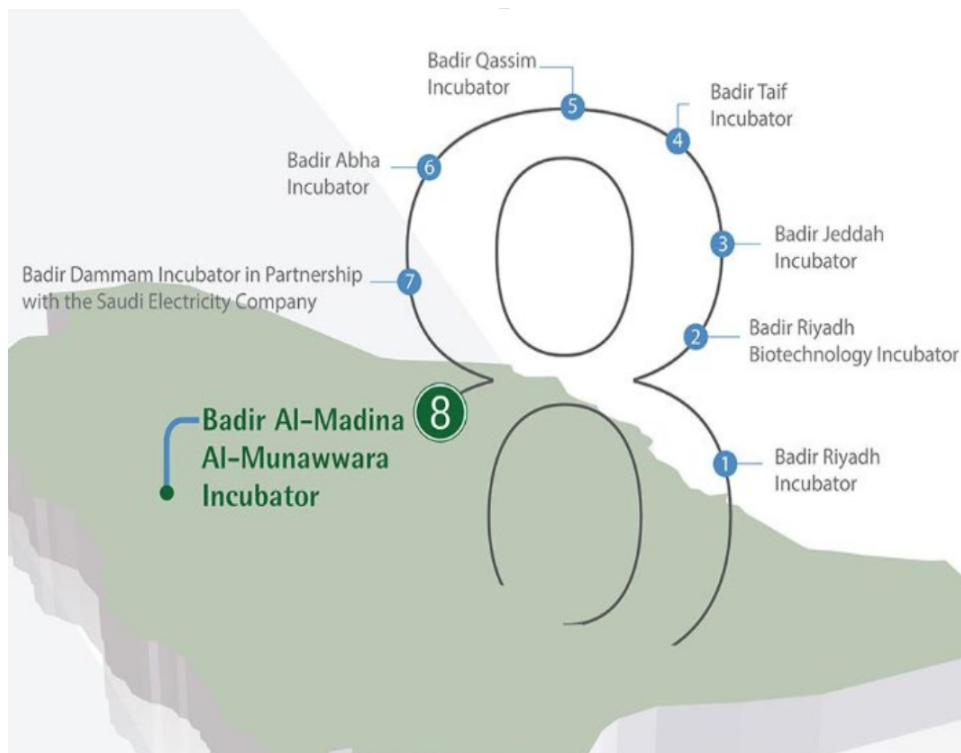 Badir Qassim
Incubator
5
Badir Taif
Incubator
4
Badir Abha
Incubator
6
Badir Jeddah
Incubator
3
Badir Dammam Incubator in Partnership
with the Saudi Electricity Company
7
Badir Riyadh
Biotechnology Incubator
2
Badir Al-Madina
Al-Munawwara
Incubator
8
Badir Riyadh
Incubator
1